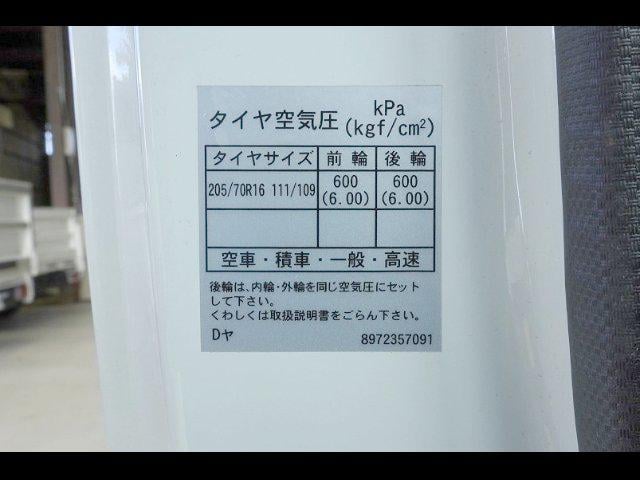 タイヤ空気圧 kPa
(kgf/cm²)
タイヤサイズ 前輪 後輪
205/70R16 111/109 600 600
(6.00) (6.00)
空車・積車・一般・高速
後輪は、内輪・外輪を同じ空気圧にセット
して下さい。
くわしくは取扱説明書をごらん下さい。
Dヤ 8972357091